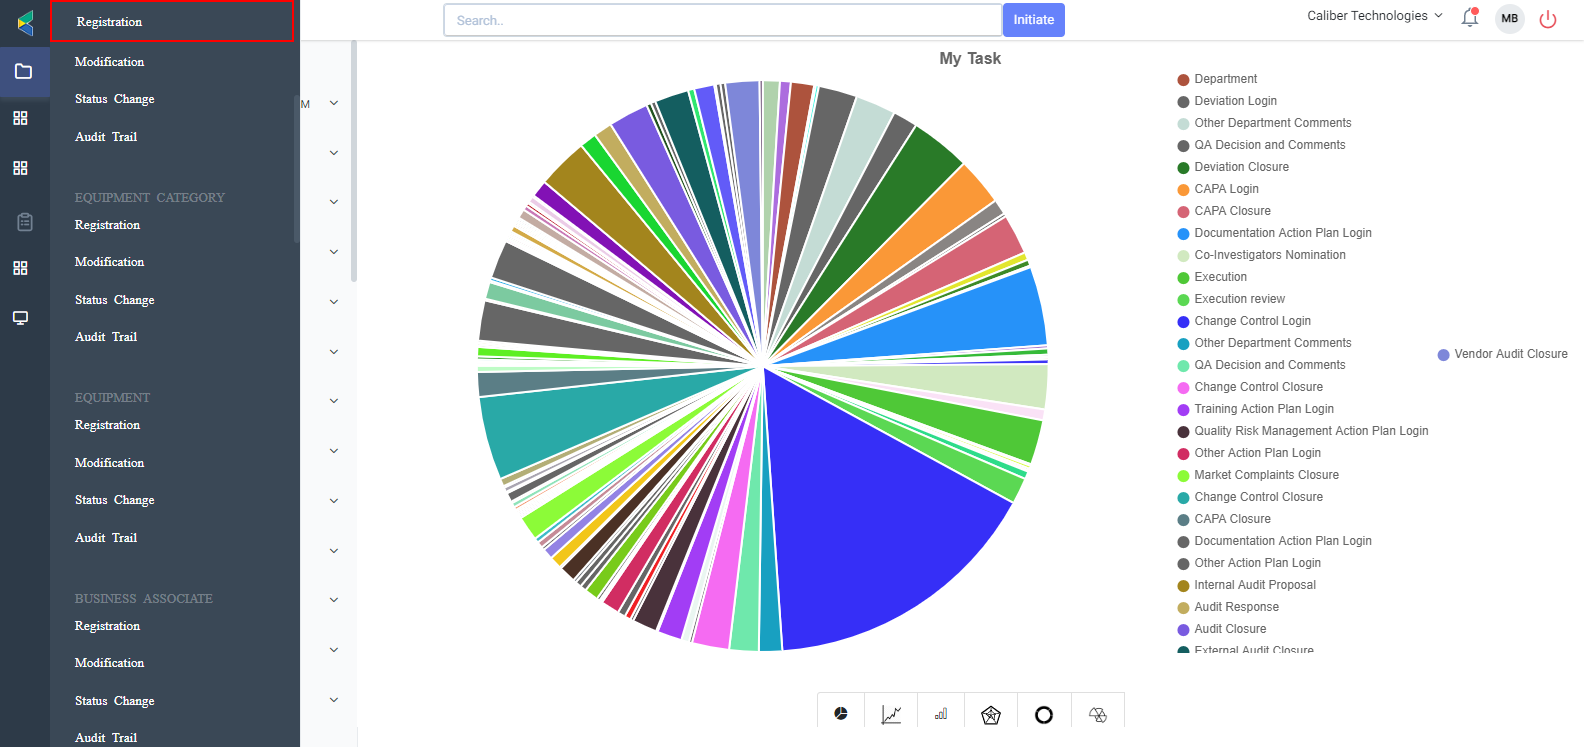 Registration
Modification
Status Change
Audit Trail
EQUIPMENT CATEGORY
Registration
Modification
Status Change
Audit Trail
EQUIPMENT
Registration
Modification
Status Change
Audit Trail
BUSINESS ASSOCIATE
Registration
Modification
Status Change
Audit Trail
M
Search..
Initiate
Caliber Technologies
MB
My Task
Department
Deviation Login
Other Department Comments
QA Decision and Comments
Deviation Closure
CAPA Login
CAPA Closure
Documentation Action Plan Login
Co-Investigators Nomination
Execution
Execution review
Change Control Login
Other Department Comments
QA Decision and Comments
Change Control Closure
Training Action Plan Login
Quality Risk Management Action Plan Login
Other Action Plan Login
Market Complaints Closure
Change Control Closure
CAPA Closure
Documentation Action Plan Login
Other Action Plan Login
Internal Audit Proposal
Audit Response
Audit Closure
External Audit Closure
Vendor Audit Closure